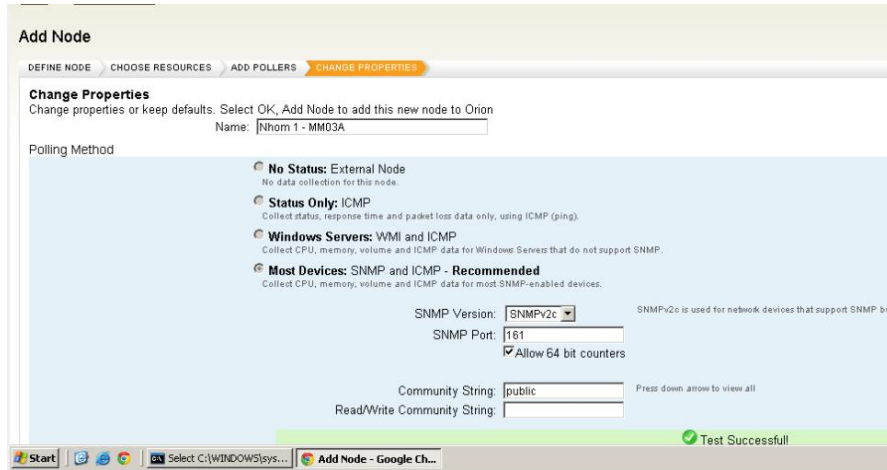 Add Node
DEFINE NODE CHOOSE RESOURCES ADD POLLERS CHANGE PROPERTIES
Change Properties
Change properties or keep defaults. Select OK, Add Node to add this new node to Orion
Name: Nhom 1 - MM03A
Polling Method
No Status: External Node
No data collection for this node.
Status Only: ICMP
Collect status, response time and packet loss data only, using ICMP (ping).
Windows Servers: WMI and ICMP
Collect CPU, memory, volume and ICMP data for Windows Servers that do not support SNMP.
Most Devices: SNMP and ICMP - Recommended
Collect CPU, memory, volume and ICMP data for most SNMP-enabled devices.
SNMP Version: SNMPv2c SNMPv2c is used for network devices that support SNMP
SNMP Port: 161
Allow 64 bit counters
Community String: public Press down arrow to view all
Read/Write Community String:
Test Successful!
Start Select C:\WINDOWS\sys... Add Node - Google Ch...